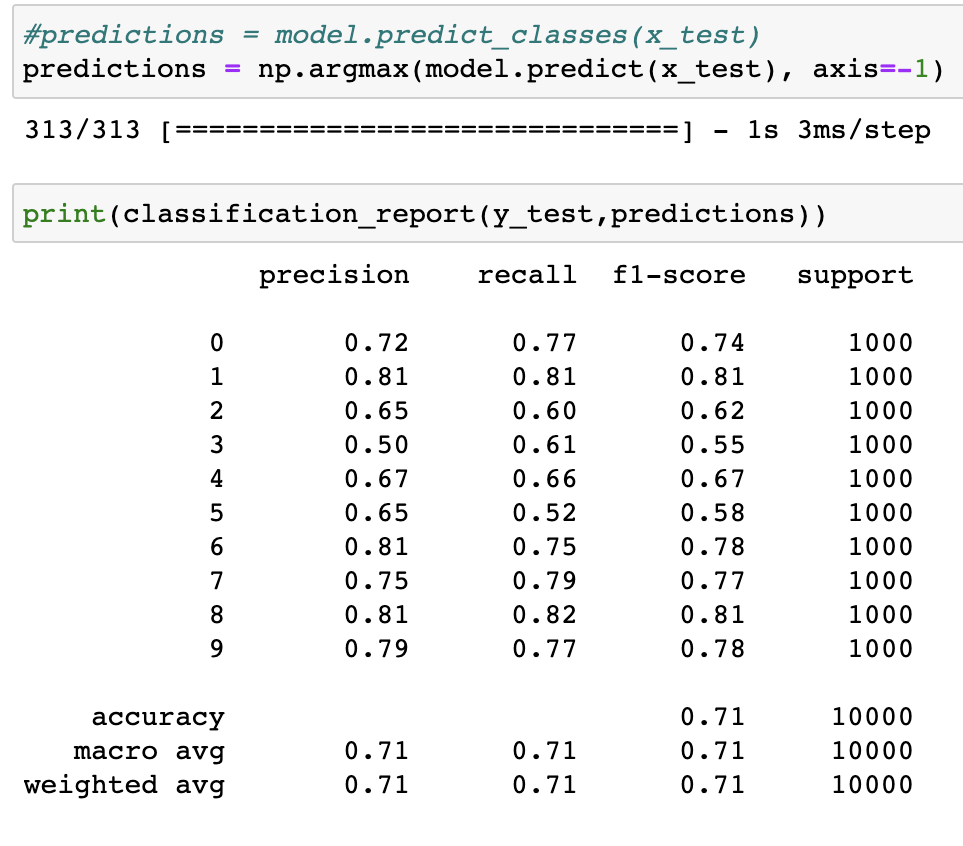 #predictions = model.predict_classes(x_test)
predictions = np.argmax(model.predict(x_test), axis=-1)
313/313 [==============================] - 1s 3ms/step
print(classification_report(y_test,predictions))
precision recall f1-score support
0 0.72 0.77 0.74 1000
1 0.81 0.81 0.81 1000
2 0.65 0.60 0.62 1000
3 0.50 0.61 0.55 1000
4 0.67 0.66 0.67 1000
5 0.65 0.52 0.58 1000
6 0.81 0.75 0.78 1000
7 0.75 0.79 0.77 1000
8 0.81 0.82 0.81 1000
9 0.79 0.77 0.78 1000
accuracy 0.71 10000
macro avg 0.71 0.71 0.71 10000
weighted avg 0.71 0.71 0.71 10000